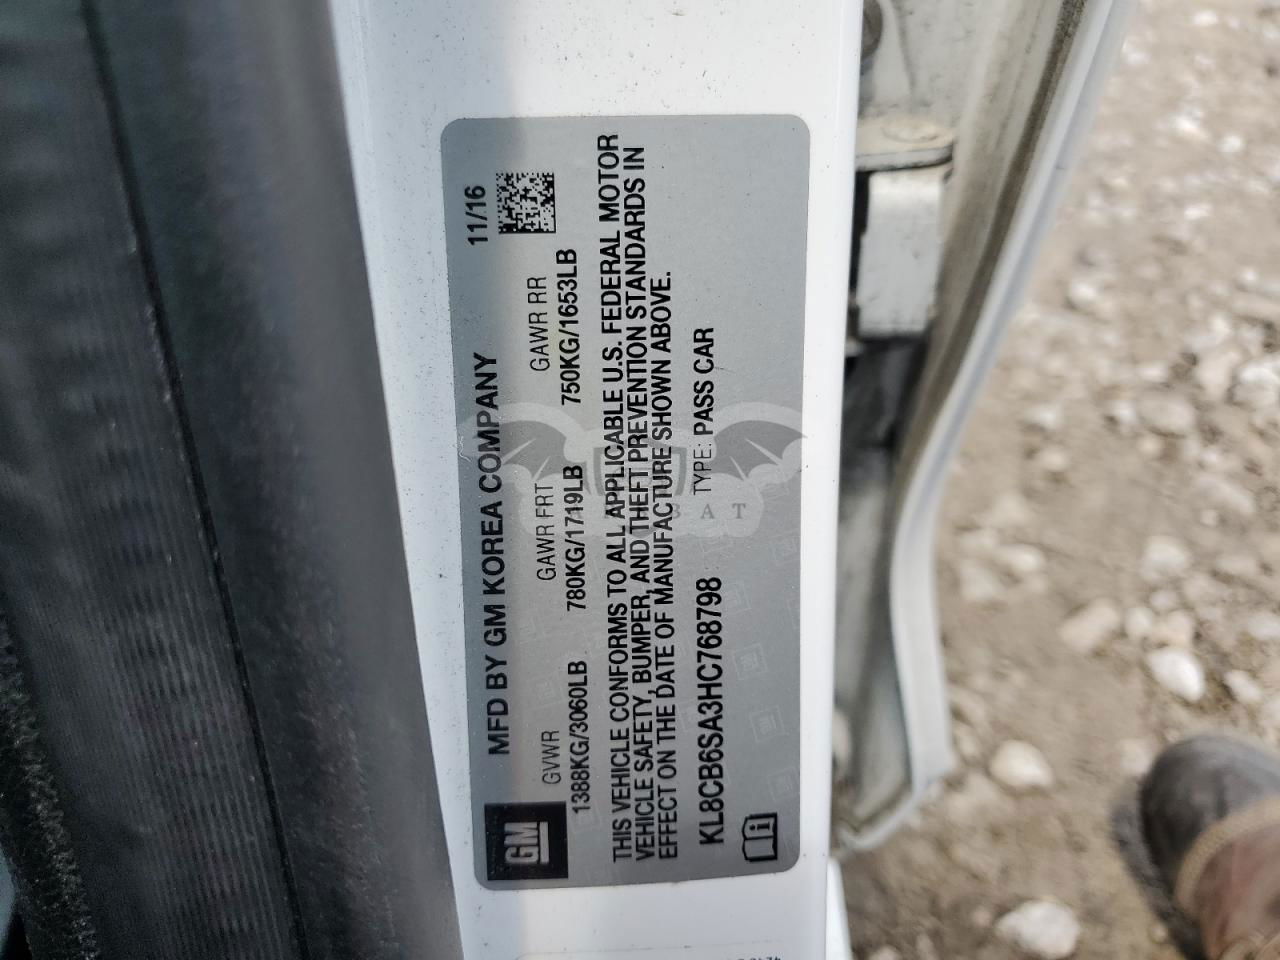 MFD BY GM KOREA COMPANY 11/16
GM
GVWR GAWR FRT GAWR RR
1388KG/3060LB 780KG/1719LB 750KG/1653LB
THIS VEHICLE CONFORMS TO ALL APPLICABLE U.S. FEDERAL MOTOR
VEHICLE SAFETY, BUMPER, AND THEFT PREVENTION STANDARDS IN
EFFECT ON THE DATE OF MANUFACTURE SHOWN ABOVE.
KL8CB6SA3HC768798 TYPE: PASS CAR